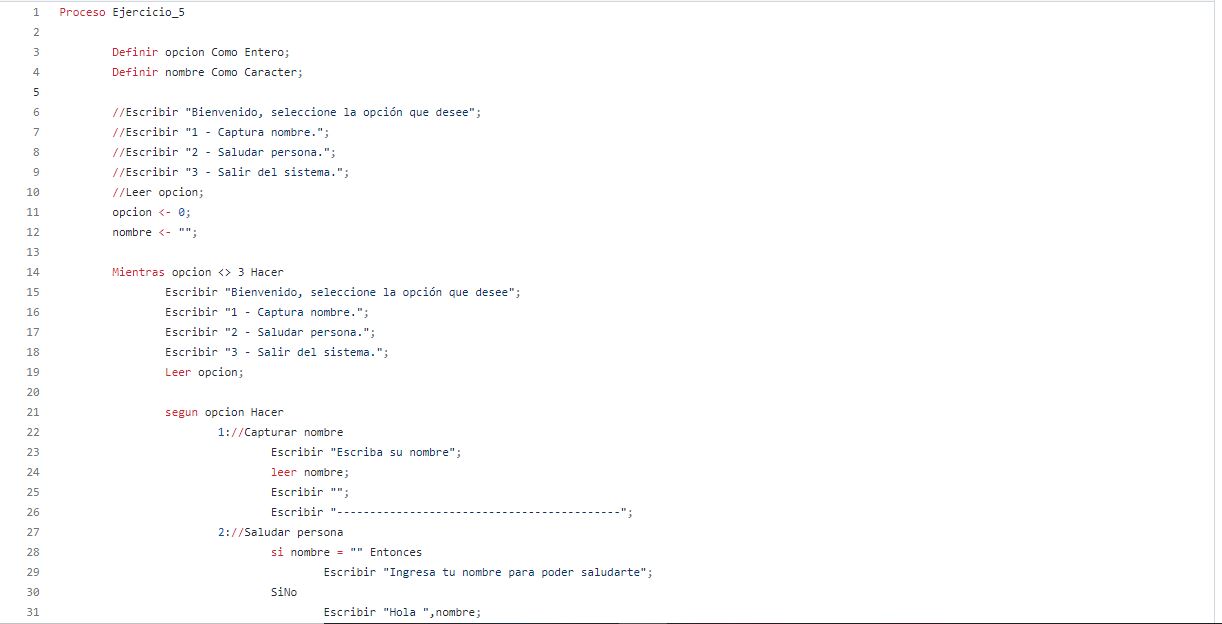 1 Proceso Ejercicio_5
2
3 Definir opcion Como Entero;
4 Definir nombre Como Caracter;
5
6 //Escribir "Bienvenido, seleccione la opción que desee";
7 //Escribir "1 - Captura nombre.";
8 //Escribir "2 - Saludar persona.";
9 //Escribir "3 - Salir del sistema.";
10 //Leer opcion;
11 opcion <- 0;
12 nombre <- "";
13
14 Mientras opcion <> 3 Hacer
15 Escribir "Bienvenido, seleccione la opción que desee";
16 Escribir "1 - Captura nombre.";
17 Escribir "2 - Saludar persona.";
18 Escribir "3 - Salir del sistema.";
19 Leer opcion;
20
21 segun opcion Hacer
22 1://Capturar nombre
23 Escribir "Escriba su nombre";
24 leer nombre;
25 Escribir "";
26 Escribir "-------------------------------------------";
27 2://Saludar persona
28 si nombre = "" Entonces
29 Escribir "Ingresa tu nombre para poder saludarte";
30 SiNo
31 Escribir "Hola ",nombre;